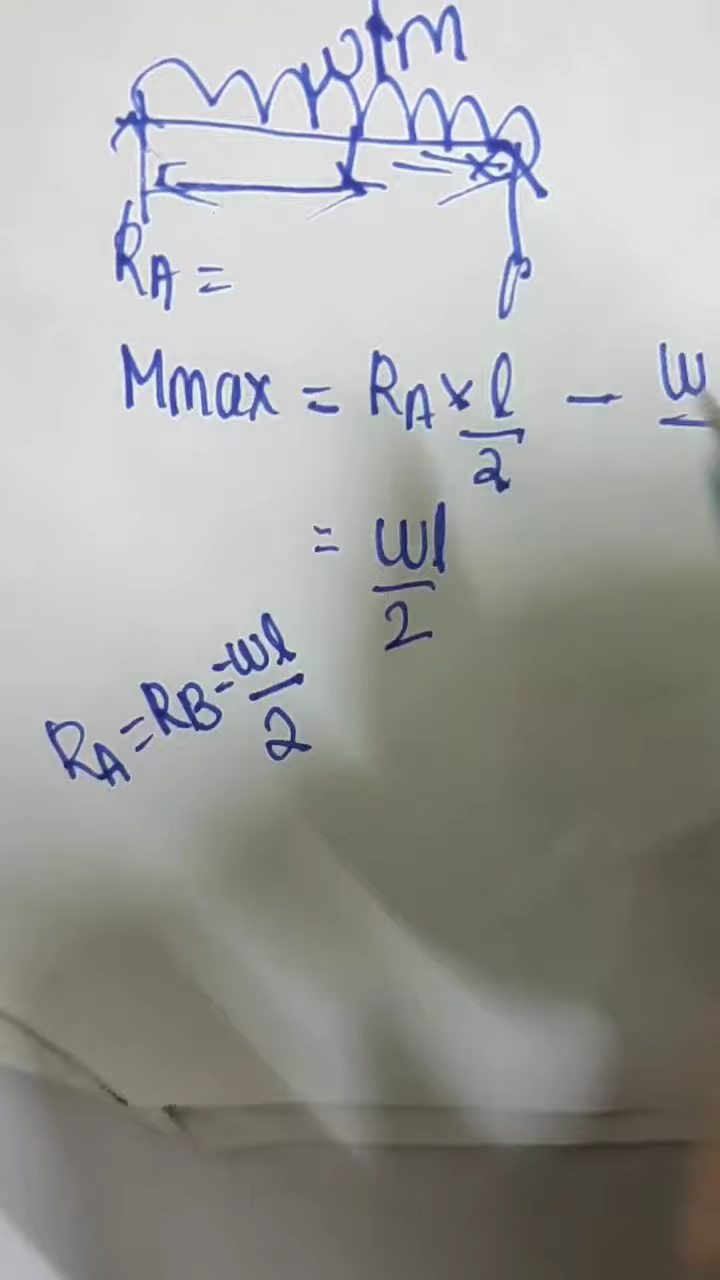 w/m
RA =
Mmax = RA × l/2 - w
= wl/2
RA = RB = wl/2